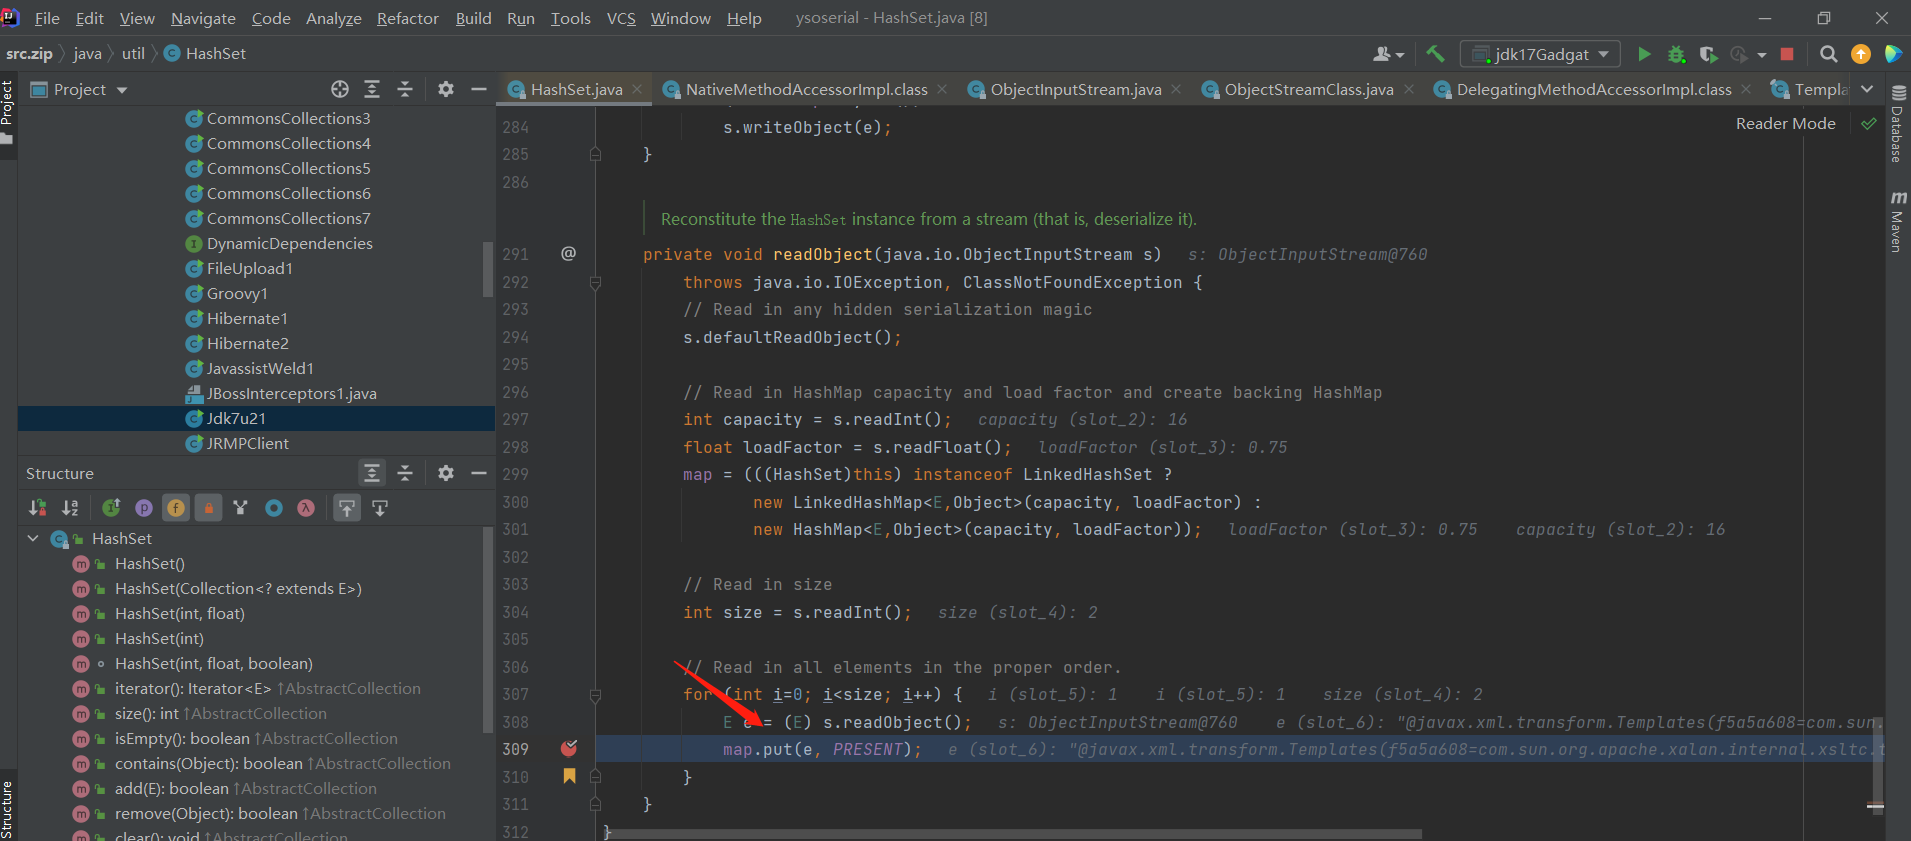 File Edit View Navigate Code Analyze Refactor Build Run Tools VCS Window Help ysoserial - HashSet.java [8]
src.zip java util HashSet jdk17Gadgat
Project
HashSet.java NativeMethodAccessorImpl.class ObjectInputStream.java ObjectStreamClass.java DelegatingMethodAccessorImpl.class Templa
Reader Mode
Project
Database
Maven
Structure
CommonsCollections3
CommonsCollections4
CommonsCollections5
CommonsCollections6
CommonsCollections7
DynamicDependencies
FileUpload1
Groovy1
Hibernate1
Hibernate2
JavassistWeld1
JBossInterceptors1.java
Jdk7u21
JRMPClient
Structure
HashSet
HashSet()
HashSet(Collection<? extends E>)
HashSet(int, float)
HashSet(int)
HashSet(int, float, boolean)
iterator(): Iterator<E> ↑AbstractCollection
size(): int ↑AbstractCollection
isEmpty(): boolean ↑AbstractCollection
contains(Object): boolean ↑AbstractCollection
add(E): boolean ↑AbstractCollection
remove(Object): boolean ↑AbstractCollection
clear(): void ↑AbstractCollection
284 s.writeObject(e);
285 }
286
Reconstitute the HashSet instance from a stream (that is, deserialize it).
291 @ private void readObject(java.io.ObjectInputStream s) s: ObjectInputStream@760
292 throws java.io.IOException, ClassNotFoundException {
293 // Read in any hidden serialization magic
294 s.defaultReadObject();
295
296 // Read in HashMap capacity and load factor and create backing HashMap
297 int capacity = s.readInt(); capacity (slot_2): 16
298 float loadFactor = s.readFloat(); loadFactor (slot_3): 0.75
299 map = (((HashSet)this) instanceof LinkedHashSet ?
300 new LinkedHashMap<E,Object>(capacity, loadFactor) :
301 new HashMap<E,Object>(capacity, loadFactor)); loadFactor (slot_3): 0.75 capacity (slot_2): 16
302
303 // Read in size
304 int size = s.readInt(); size (slot_4): 2
305
306 // Read in all elements in the proper order.
307 for (int i=0; i<size; i++) { i (slot_5): 1 i (slot_5): 1 size (slot_4): 2
308 E e = (E) s.readObject(); s: ObjectInputStream@760 e (slot_6): "@javax.xml.transform.Templates(f5a5a608=com.sun.
309 map.put(e, PRESENT); e (slot_6): "@javax.xml.transform.Templates(f5a5a608=com.sun.org.apache.xalan.internal.xsltc.t
310 }
311 }
312 }